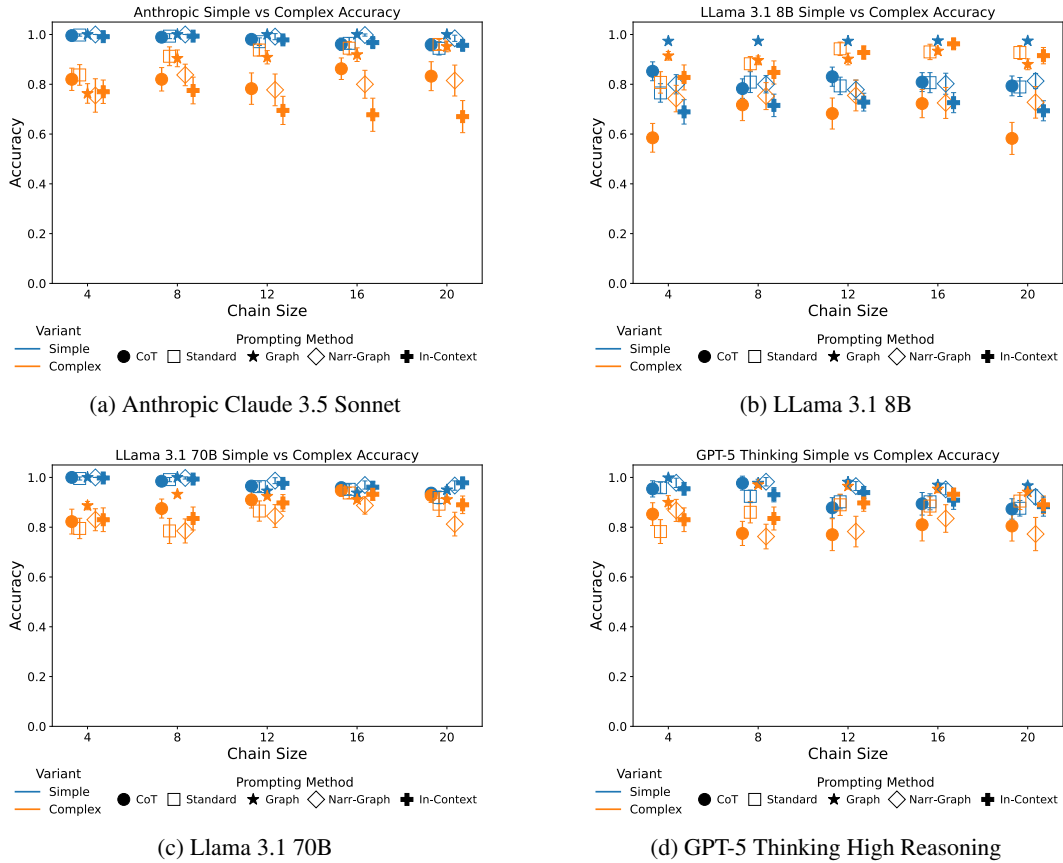 Anthropic Simple vs Complex Accuracy
1.0
0.8
0.6
0.4
0.2
0.0
Accuracy
4 8 12 16 20
Chain Size
Variant
Simple
Complex
Prompting Method
CoT Standard Graph Narr-Graph In-Context
(a) Anthropic Claude 3.5 Sonnet
LLama 3.1 8B Simple vs Complex Accuracy
1.0
0.8
0.6
0.4
0.2
0.0
Accuracy
4 8 12 16 20
Chain Size
Variant
Simple
Complex
Prompting Method
CoT Standard Graph Narr-Graph In-Context
(b) LLama 3.1 8B
LLama 3.1 70B Simple vs Complex Accuracy
1.0
0.8
0.6
0.4
0.2
0.0
Accuracy
4 8 12 16 20
Chain Size
Variant
Simple
Complex
Prompting Method
CoT Standard Graph Narr-Graph In-Context
(c) Llama 3.1 70B
GPT-5 Thinking Simple vs Complex Accuracy
1.0
0.8
0.6
0.4
0.2
0.0
Accuracy
4 8 12 16 20
Chain Size
Variant
Simple
Complex
Prompting Method
CoT Standard Graph Narr-Graph In-Context
(d) GPT-5 Thinking High Reasoning